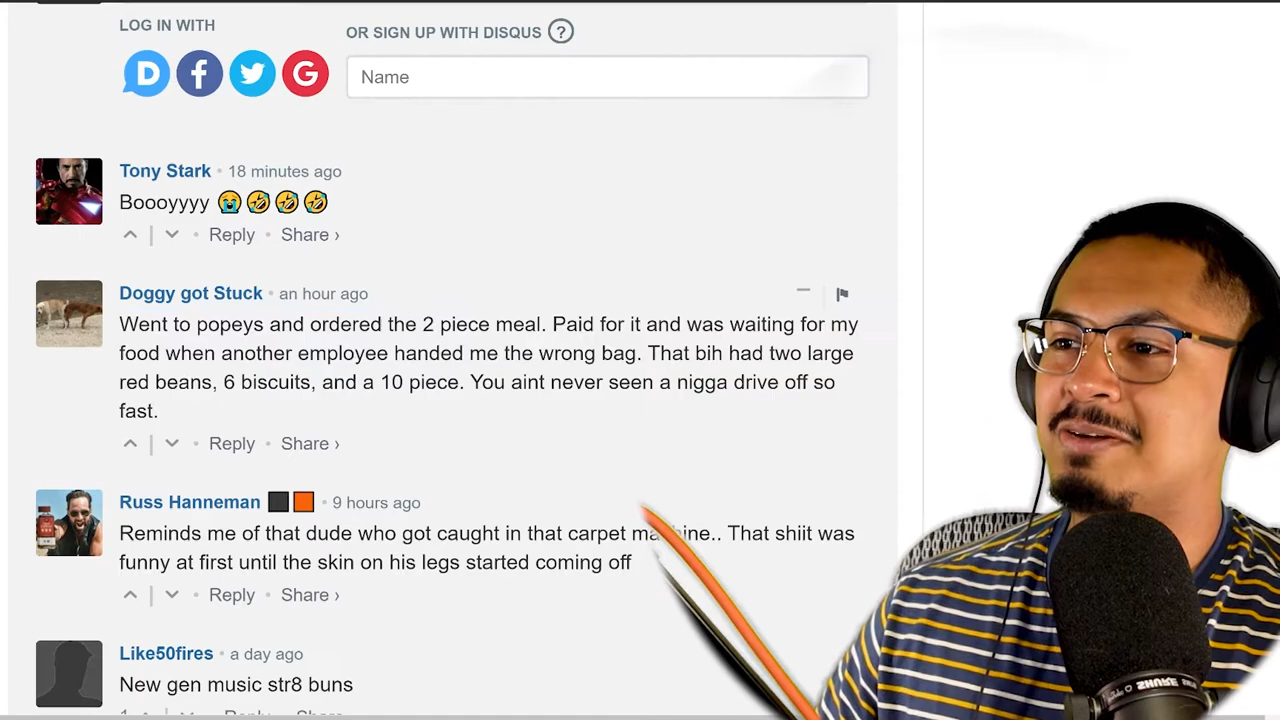 LOG IN WITH
OR SIGN UP WITH DISQUS ?
Name
Tony Stark • 18 minutes ago
Boooyyyy 😭🤣🤣🤣
Reply • Share ›
Doggy got Stuck • an hour ago
Went to popeys and ordered the 2 piece meal. Paid for it and was waiting for my
food when another employee handed me the wrong bag. That bih had two large
red beans, 6 biscuits, and a 10 piece. You aint never seen a nigga drive off so
fast.
Reply • Share ›
Russ Hanneman ⬛🟧 • 9 hours ago
Reminds me of that dude who got caught in that carpet machine.. That shiit was
funny at first until the skin on his legs started coming off
Reply • Share ›
Like50fires • a day ago
New gen music str8 buns
1 Reply Share
SHURE